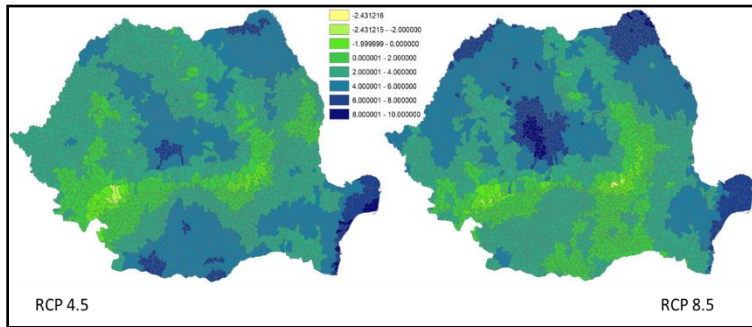 -2.431216
-2.431215 - -2.000000
-1.999999 - 0.000000
0.000001 - 2.000000
2.000001 - 4.000000
4.000001 - 6.000000
6.000001 - 8.000000
8.000001 - 10.000000
RCP 4.5
RCP 8.5